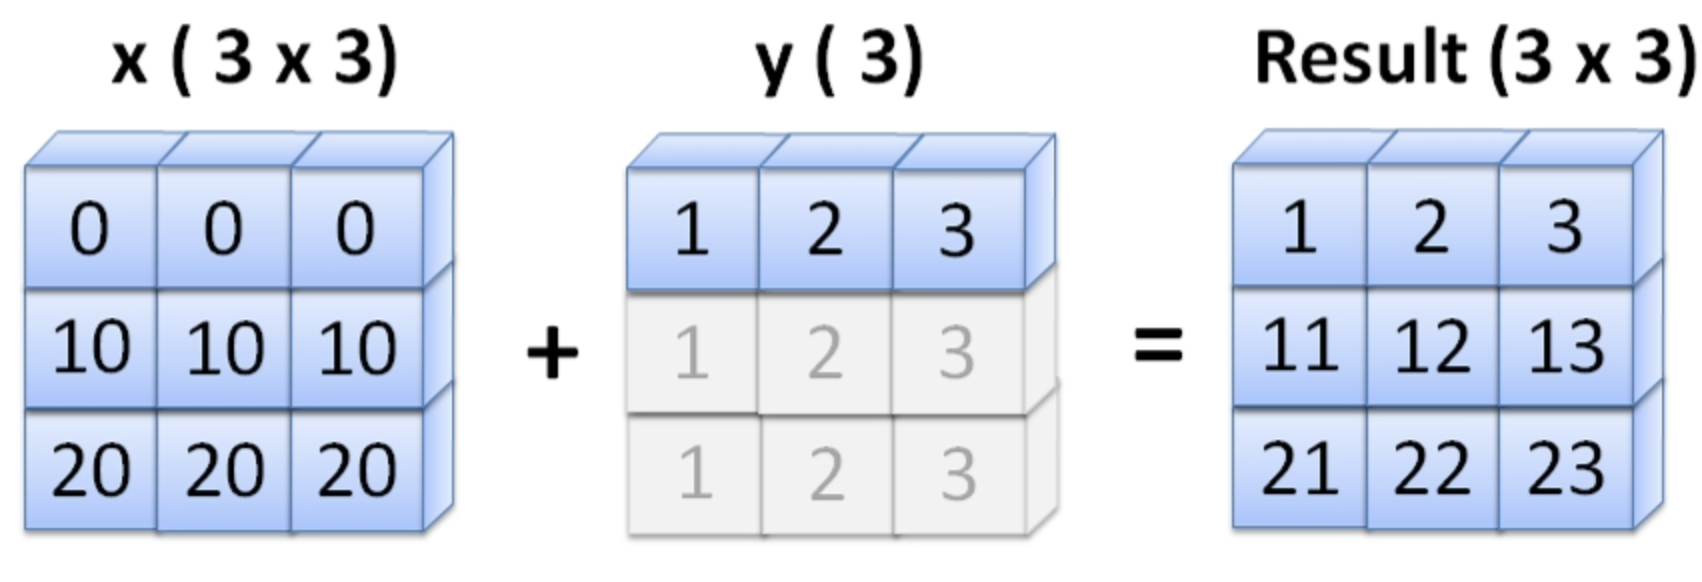 x ( 3 x 3) y ( 3) Result (3 x 3)
0 0 0 1 2 3 1 2 3
10 10 10 + 1 2 3 = 11 12 13
20 20 20 1 2 3 21 22 23